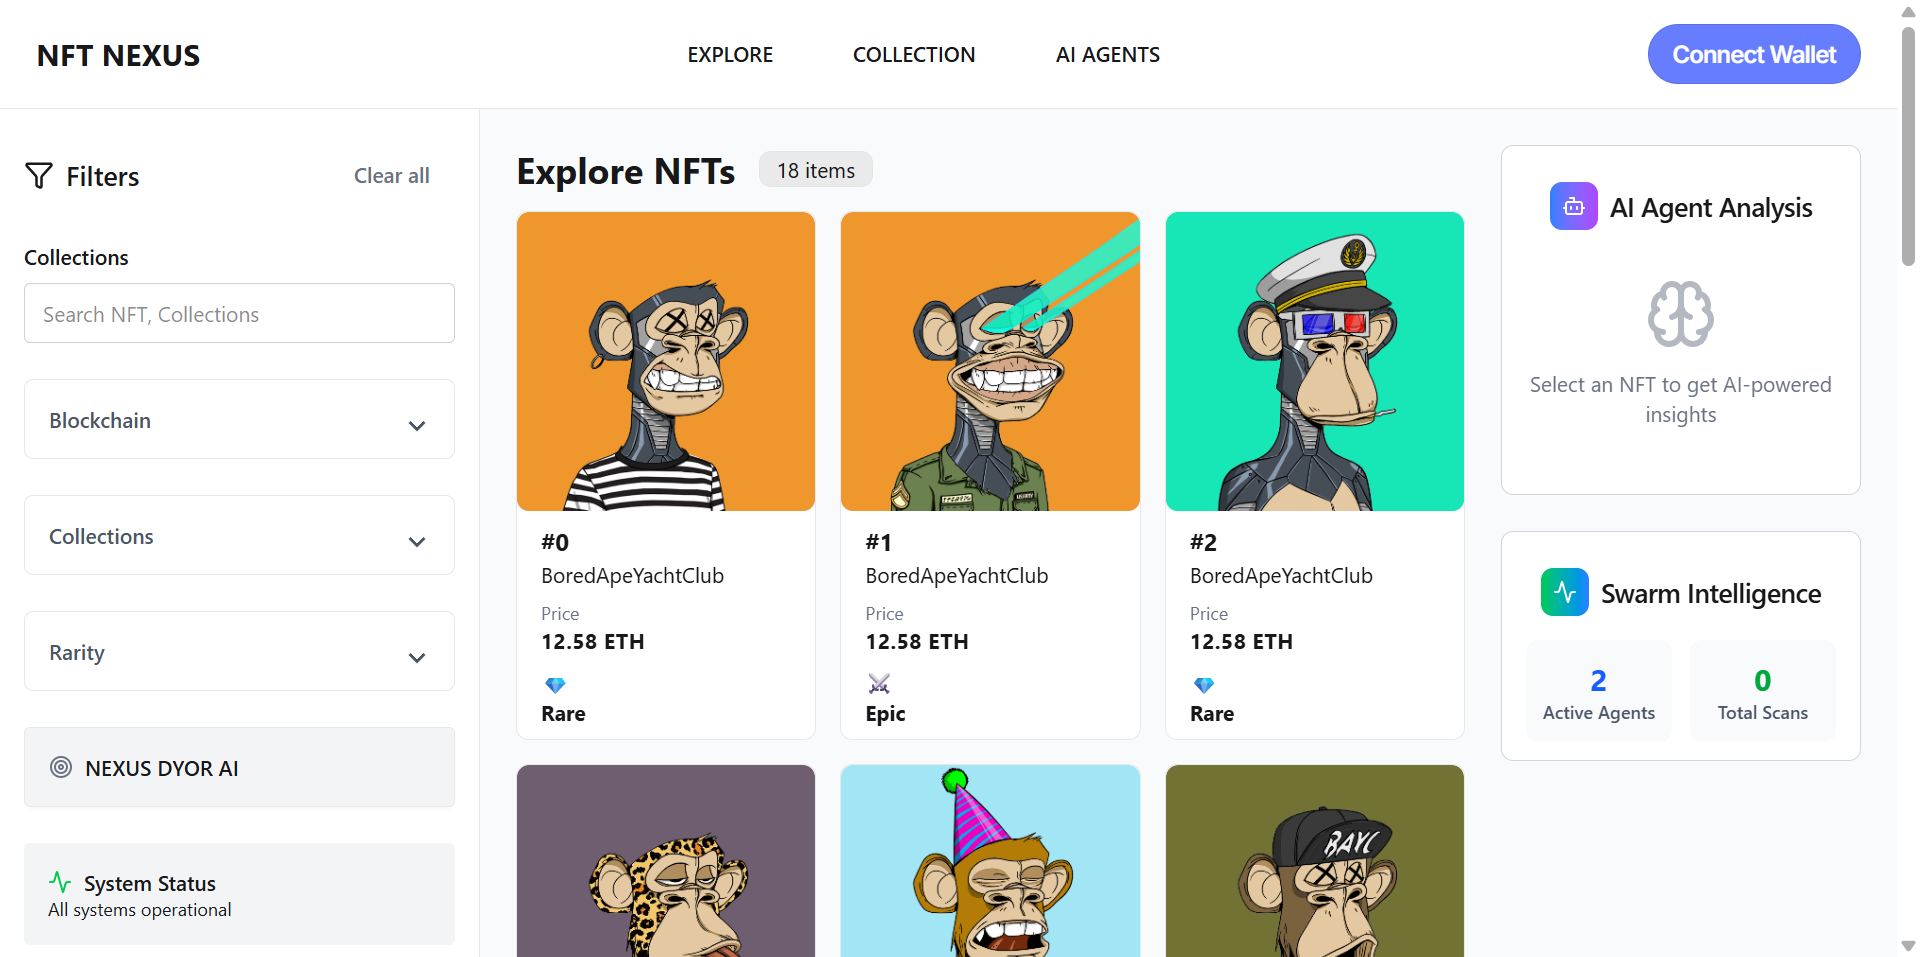 NFT NEXUS
EXPLORE
COLLECTION
AI AGENTS
Connect Wallet
Filters
Clear all
Collections
Search NFT, Collections
Blockchain
Collections
Rarity
NEXUS DYOR AI
System Status
All systems operational
Explore NFTs
18 items
#0
BoredApeYachtClub
Price
12.58 ETH
Rare
#1
BoredApeYachtClub
Price
12.58 ETH
Epic
#2
BoredApeYachtClub
Price
12.58 ETH
Rare
BAYC
AI Agent Analysis
Select an NFT to get AI-powered
insights
Swarm Intelligence
2
Active Agents
0
Total Scans